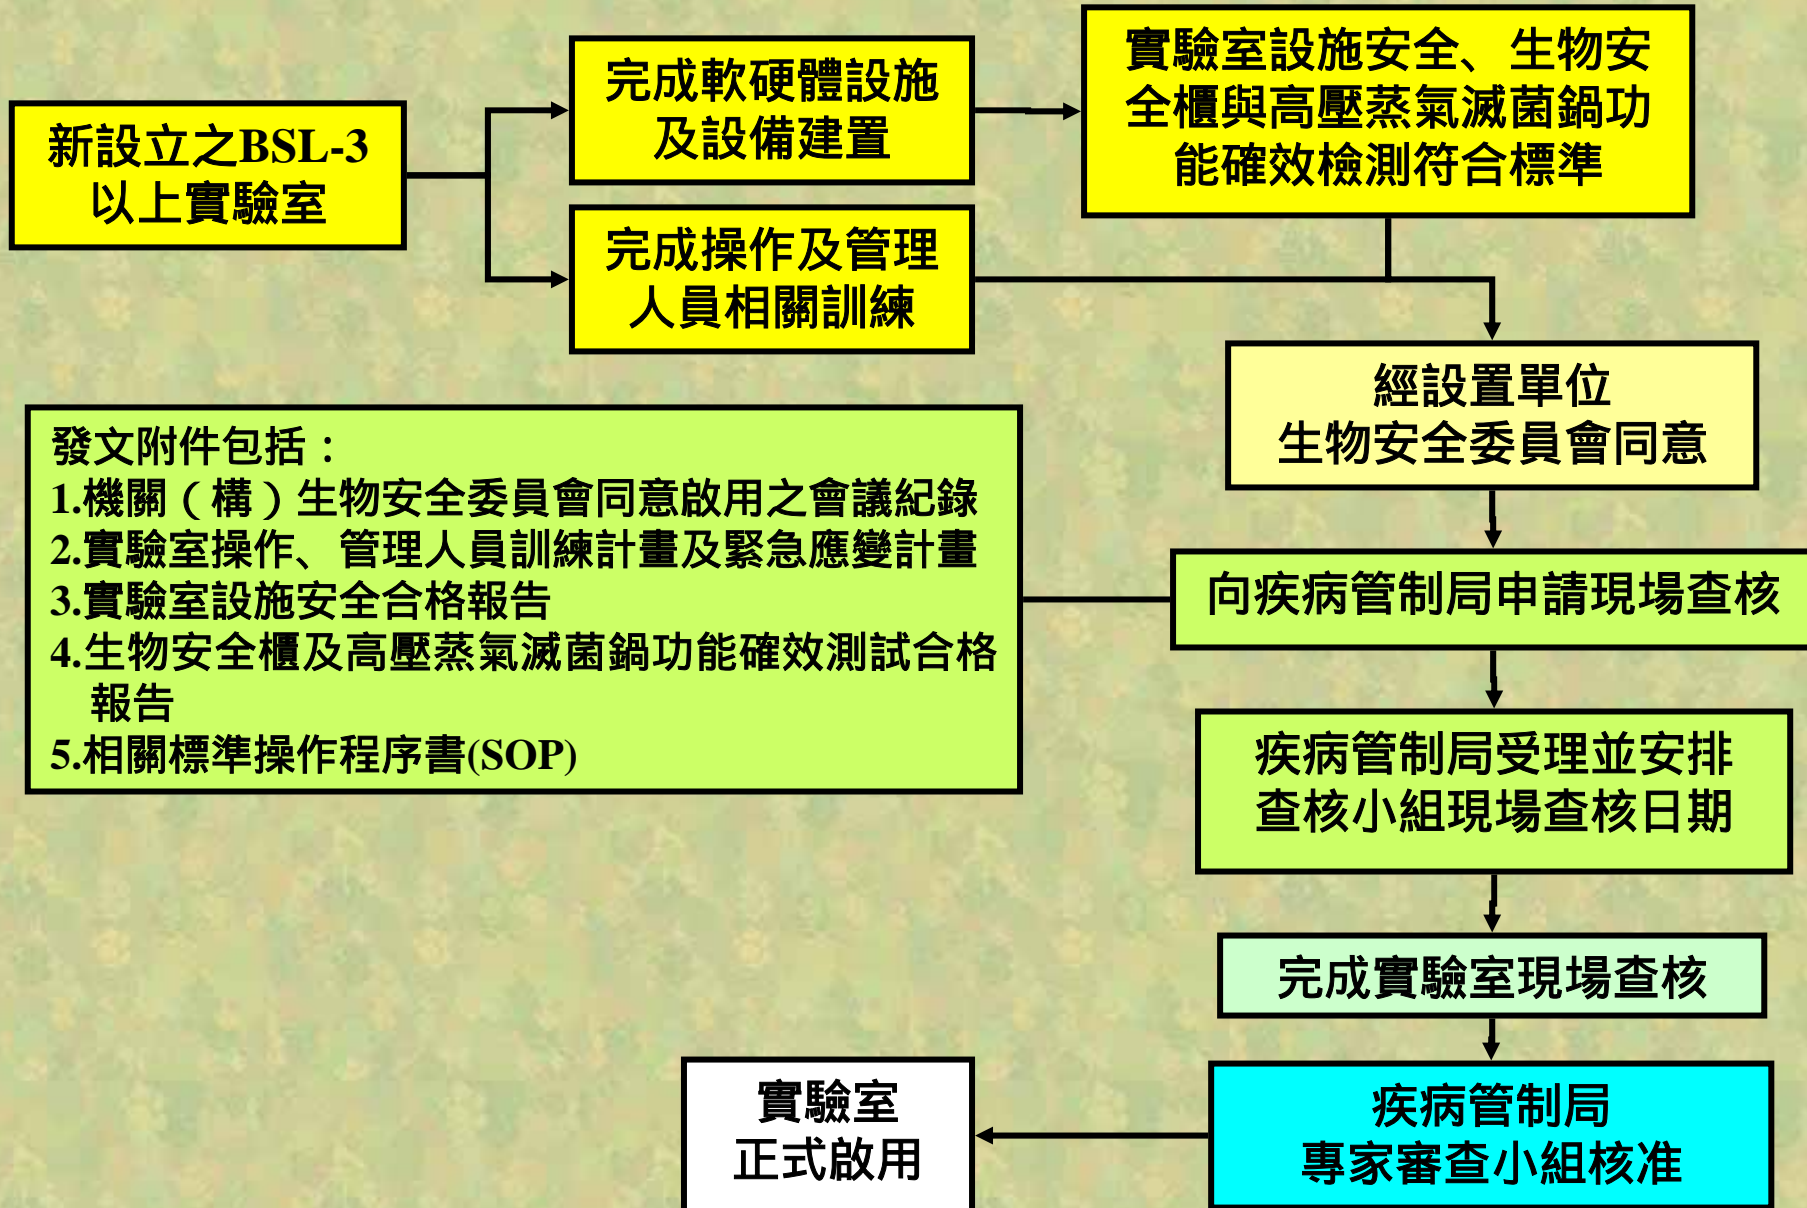 新設立之BSL-3
以上實驗室
完成軟硬體設施
及設備建置
實驗室設施安全、生物安
全櫃與高壓蒸氣滅菌鍋功
能確效檢測符合標準
完成操作及管理
人員相關訓練
經設置單位
生物安全委員會同意
發文附件包括：
1.機關（構）生物安全委員會同意啟用之會議紀錄
2.實驗室操作、管理人員訓練計畫及緊急應變計畫
3.實驗室設施安全合格報告
4.生物安全櫃及高壓蒸氣滅菌鍋功能確效測試合格
報告
5.相關標準操作程序書(SOP)
向疾病管制局申請現場查核
疾病管制局受理並安排
查核小組現場查核日期
完成實驗室現場查核
疾病管制局
專家審查小組核准
實驗室
正式啟用